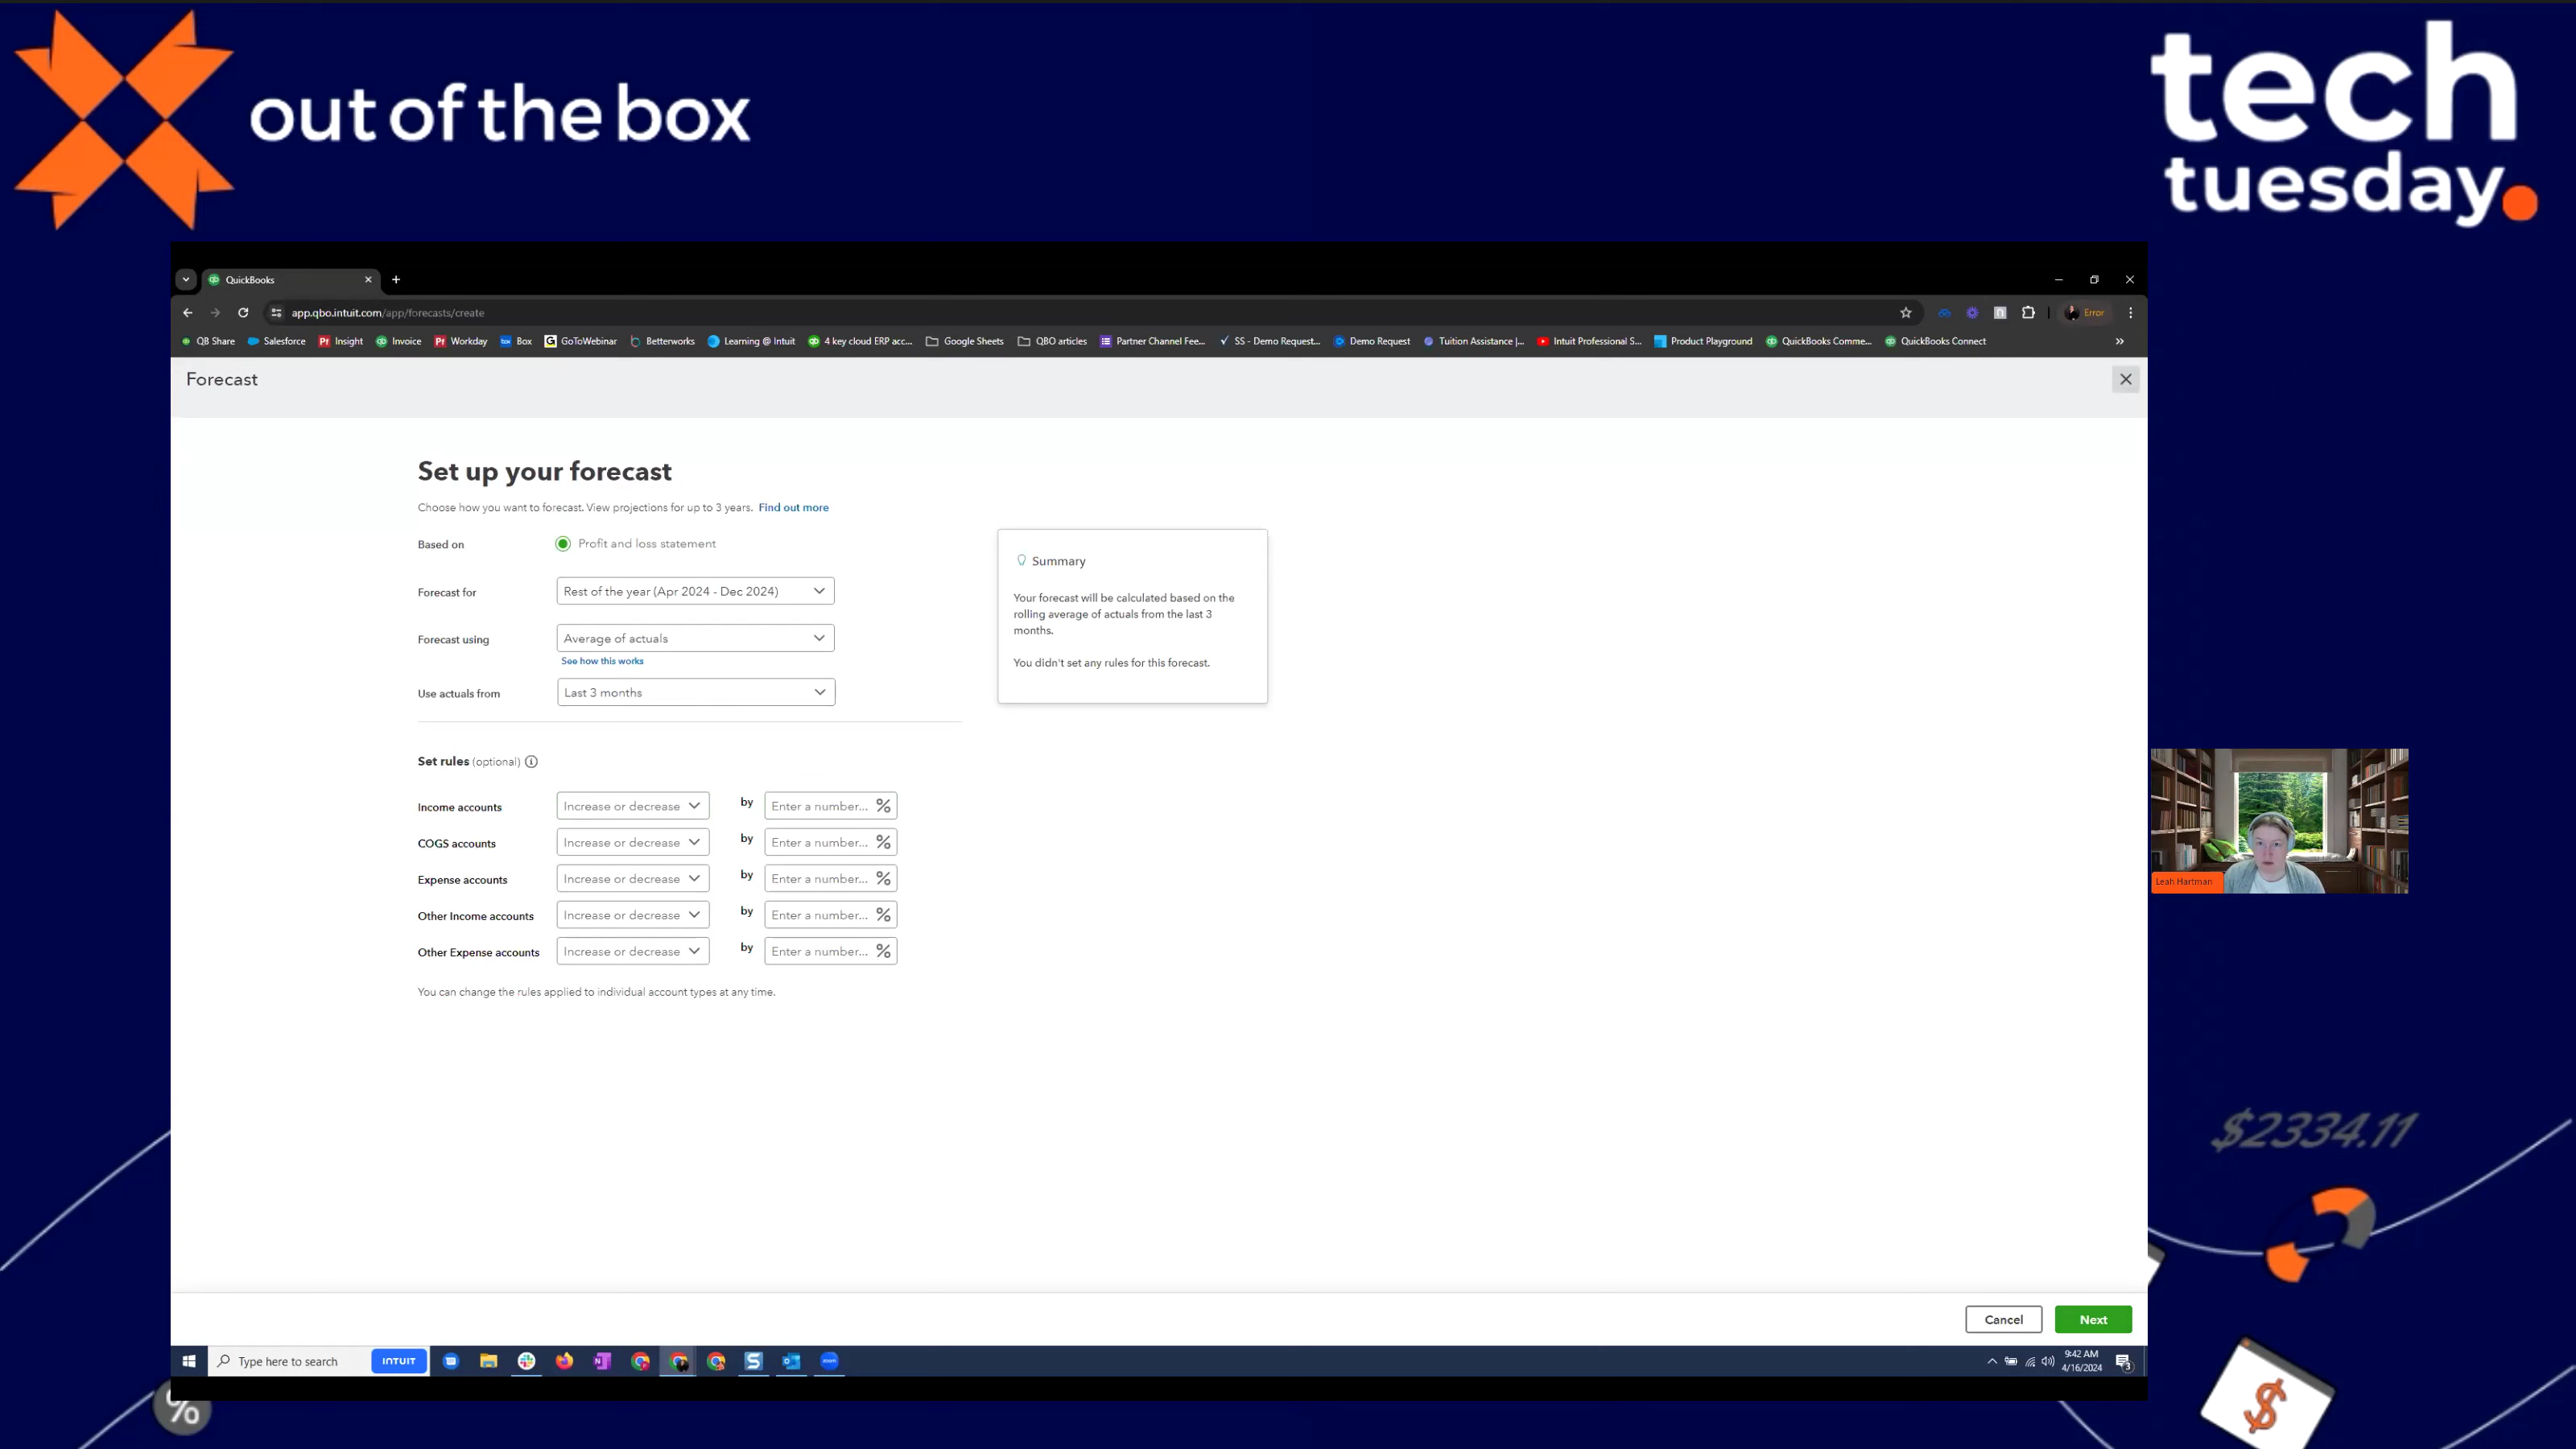 out of the box
tech
tuesday.
QuickBooks
app.qbo.intuit.com/app/forecasts/create
Error
QB Share Salesforce Insight Invoice Workday Box GoToWebinar Betterworks Learning @ Intuit 4 key cloud ERP acc... Google Sheets QBO articles Partner Channel Fee... SS - Demo Request... Demo Request Tuition Assistance |... Intuit Professional S... Product Playground QuickBooks Comme... QuickBooks Connect
Forecast
Set up your forecast
Choose how you want to forecast. View projections for up to 3 years. Find out more
Based on Profit and loss statement
Forecast for Rest of the year (Apr 2024 - Dec 2024)
Forecast using Average of actuals
See how this works
Use actuals from Last 3 months
Summary
Your forecast will be calculated based on the
rolling average of actuals from the last 3
months.
You didn't set any rules for this forecast.
Set rules (optional)
Income accounts Increase or decrease by Enter a number... %
COGS accounts Increase or decrease by Enter a number... %
Expense accounts Increase or decrease by Enter a number... %
Other Income accounts Increase or decrease by Enter a number... %
Other Expense accounts Increase or decrease by Enter a number... %
You can change the rules applied to individual account types at any time.
Leah Hartman
$2334.11
Cancel Next
Type here to search INTUIT
9:42 AM
4/16/2024
3
%
$